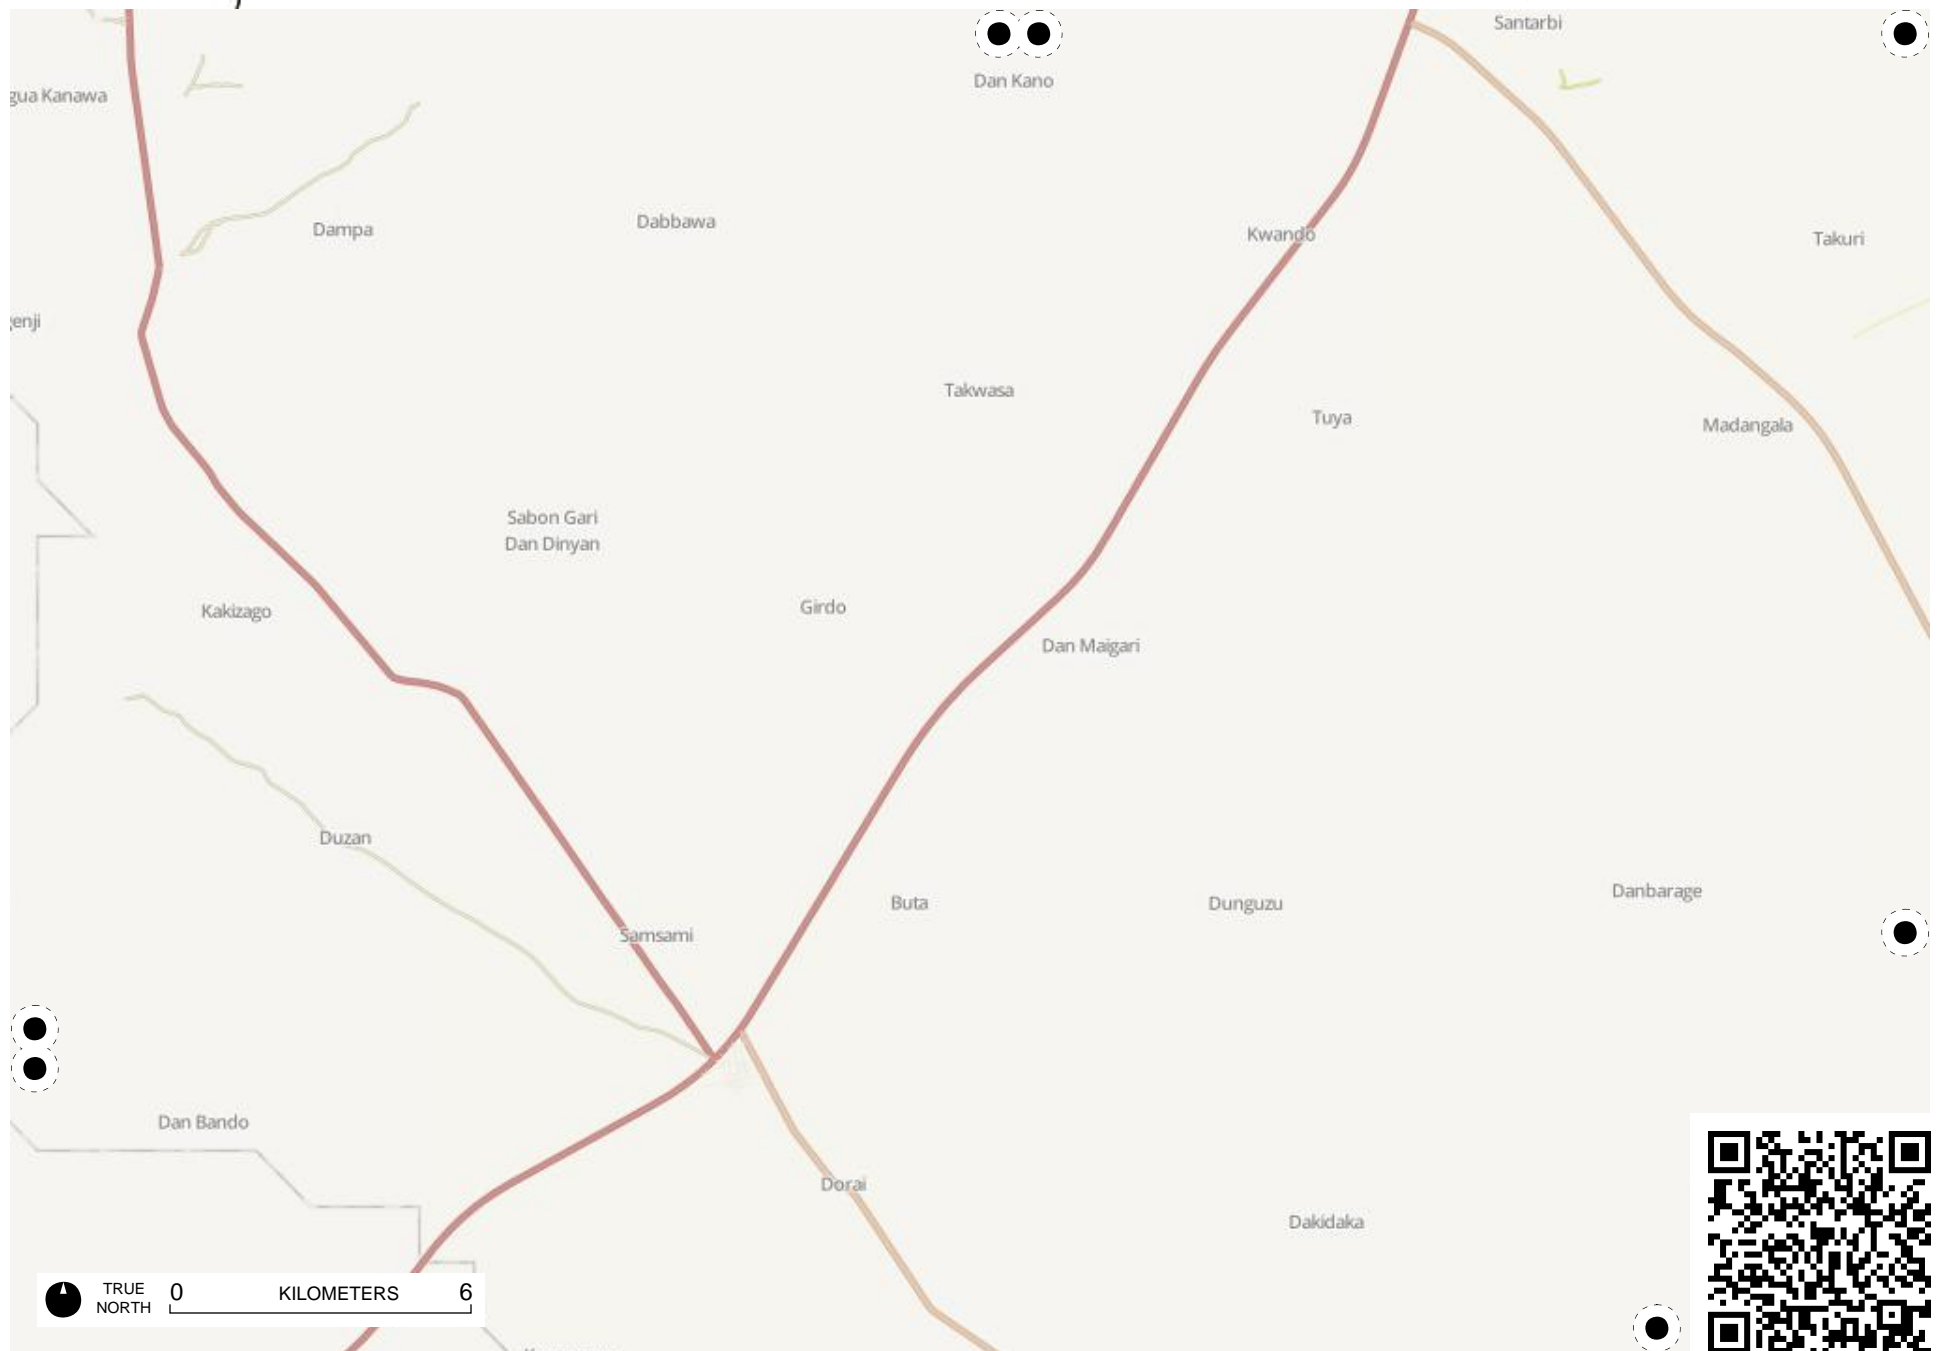 Santarbi
Dan Kano
gua Kanawa
Dabbawa
Dampa
Kwando
Takuri
enji
Takwasa
Tuya
Madangala
Sabon Gari
Dan Dinyan
Girdo
Kakizago
Dan Maigari
Duzan
Danbarage
Buta
Dunguzu
Samsami
Dan Bando
Dorai
Dakidaka
TRUE
NORTH
0 KILOMETERS 6